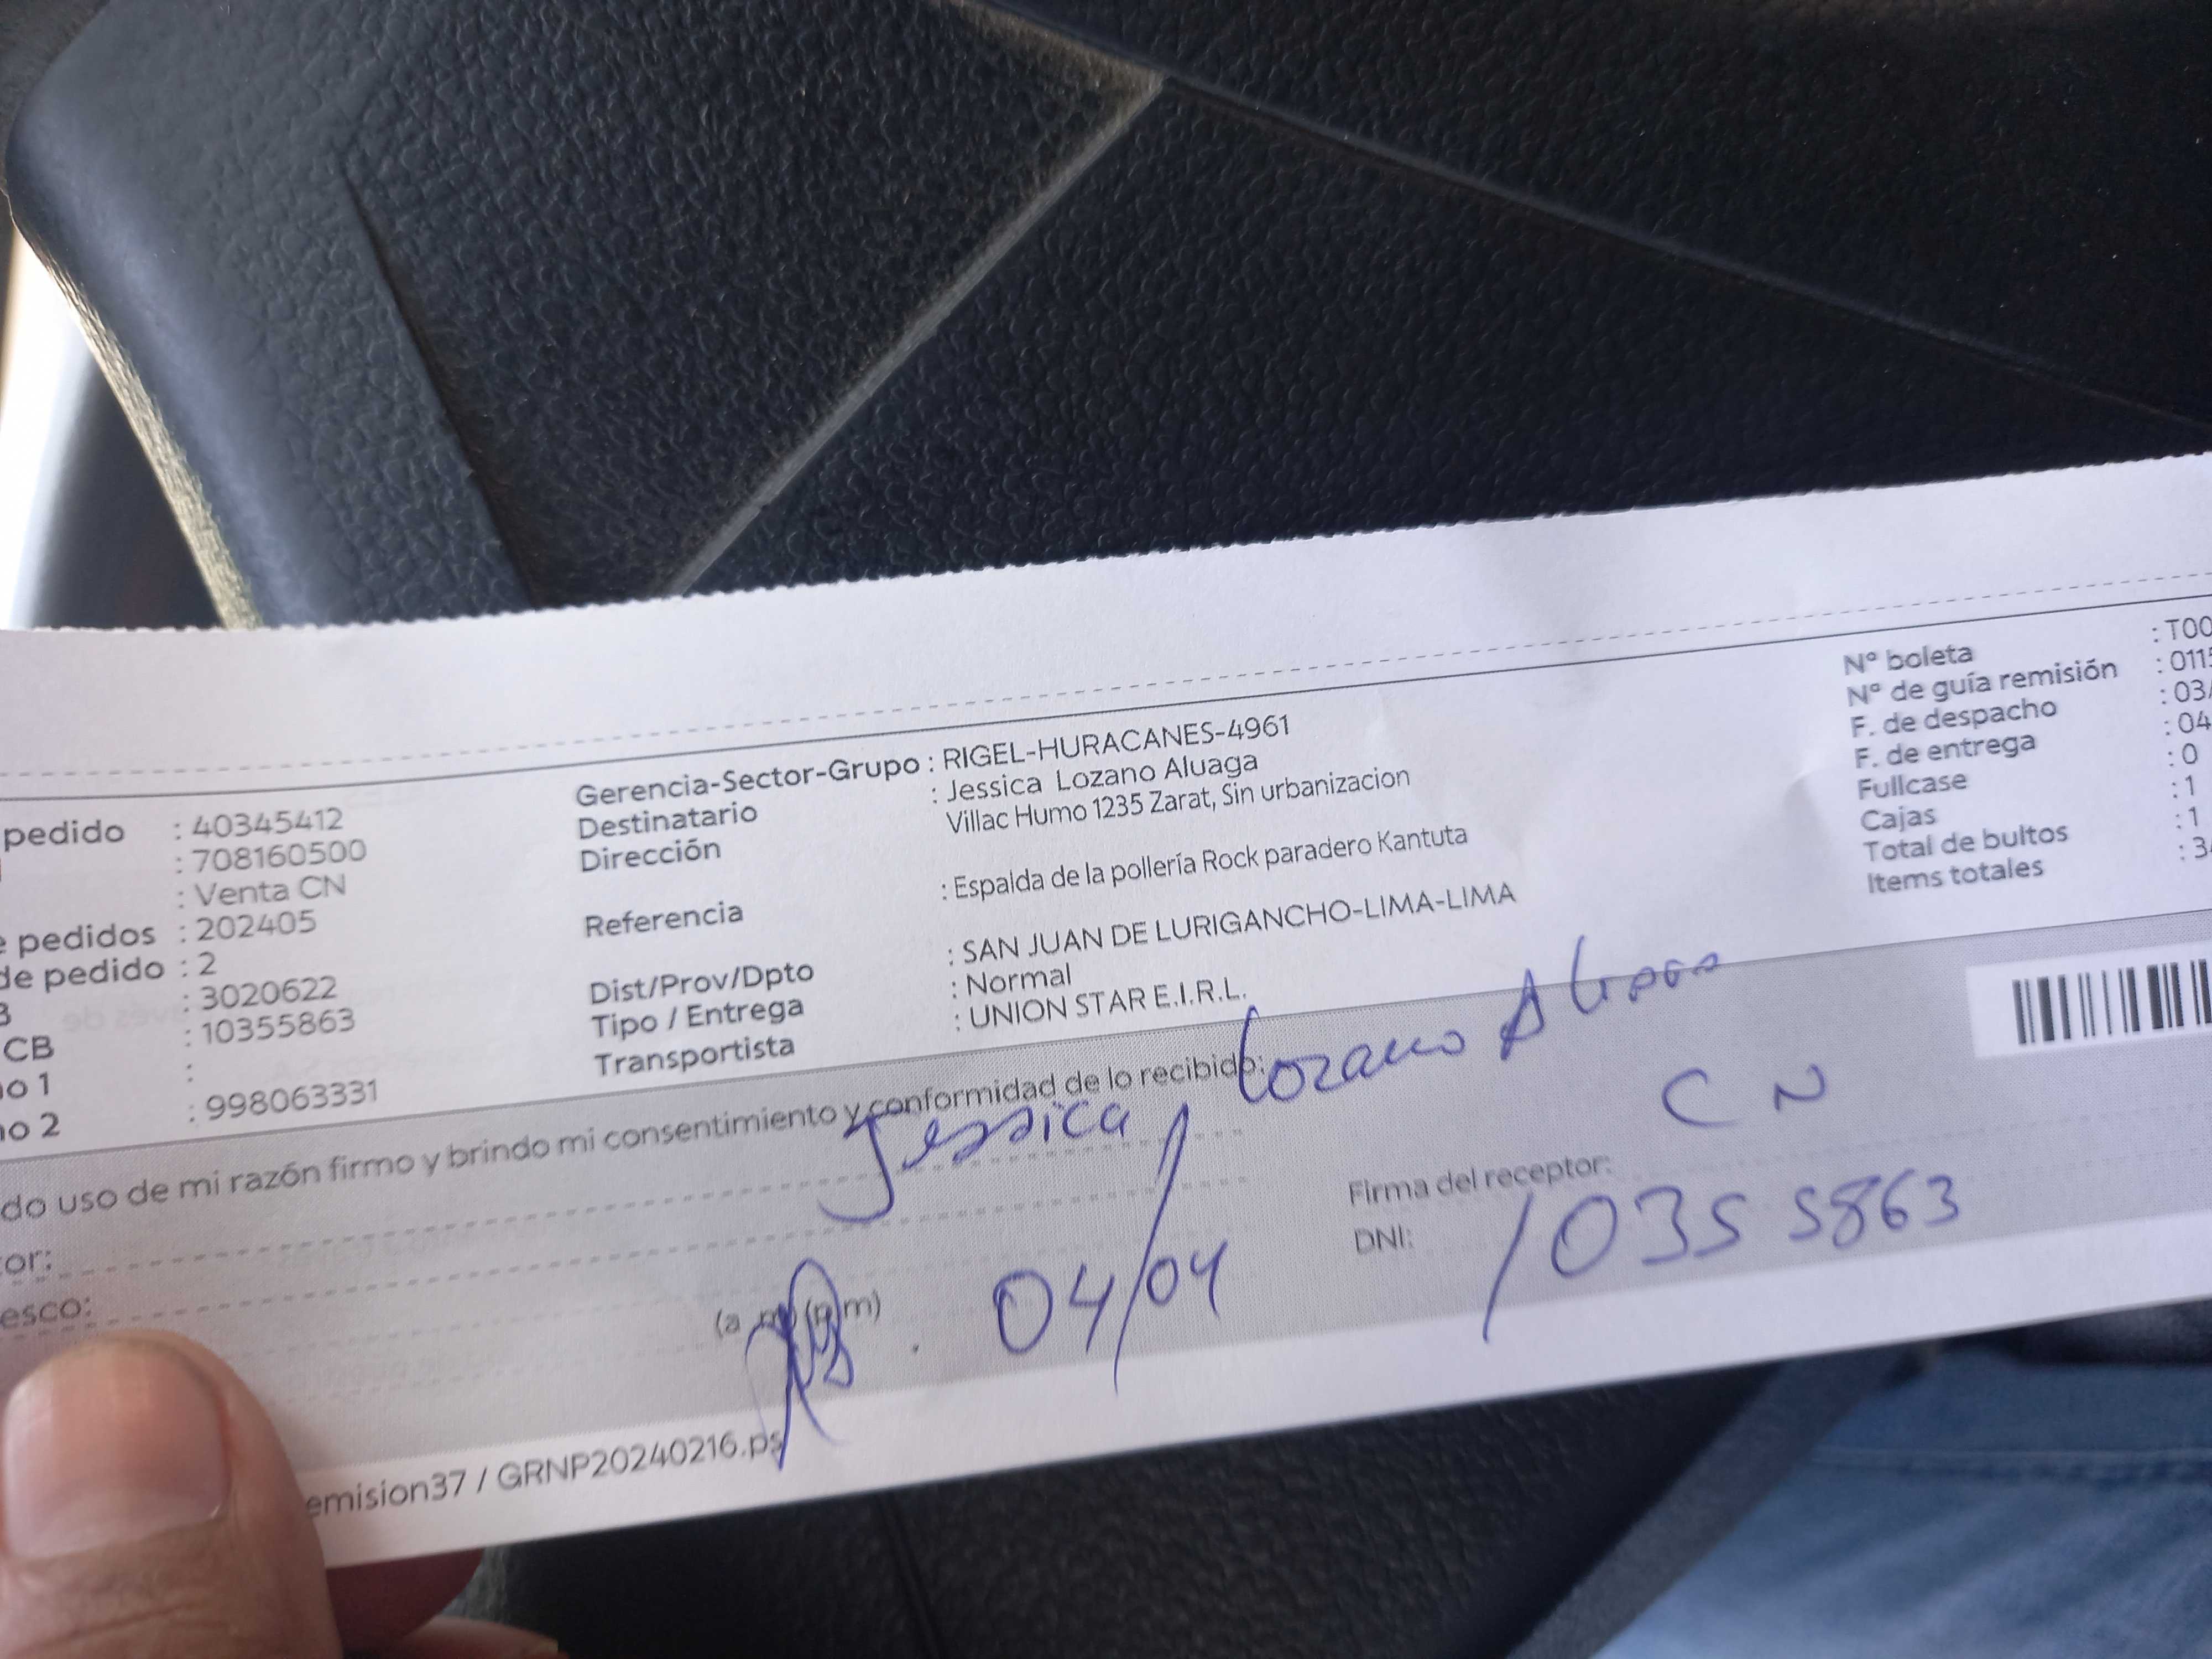 pedido : 40345412
: 708160500
: Venta CN
pedidos : 202405
de pedido : 2
: 3020622
CB : 10355863
o 1 :
o 2 : 998063331
Gerencia-Sector-Grupo : RIGEL-HURACANES-4961
Destinatario : Jessica Lozano Aluaga
Dirección Villac Humo 1235 Zarat, Sin urbanizacion
Referencia : Espalda de la pollería Rock paradero Kantuta
Dist/Prov/Dpto : SAN JUAN DE LURIGANCHO-LIMA-LIMA
Tipo / Entrega : Normal
Transportista : UNION STAR E.I.R.L.
N° boleta : T00
N° de guía remisión : 011
F. de despacho : 03/
F. de entrega : 04
Fullcase : 0
Cajas : 1
Total de bultos : 1
Items totales : 3
do uso de mi razón firmo y brindo mi consentimiento y conformidad de lo recibido:
Jessica Lozano
C N
or:
esco:
(a m) (p m)
04/04
Firma del receptor:
DNI: 10355863
emision37 / GRNP20240216.ps